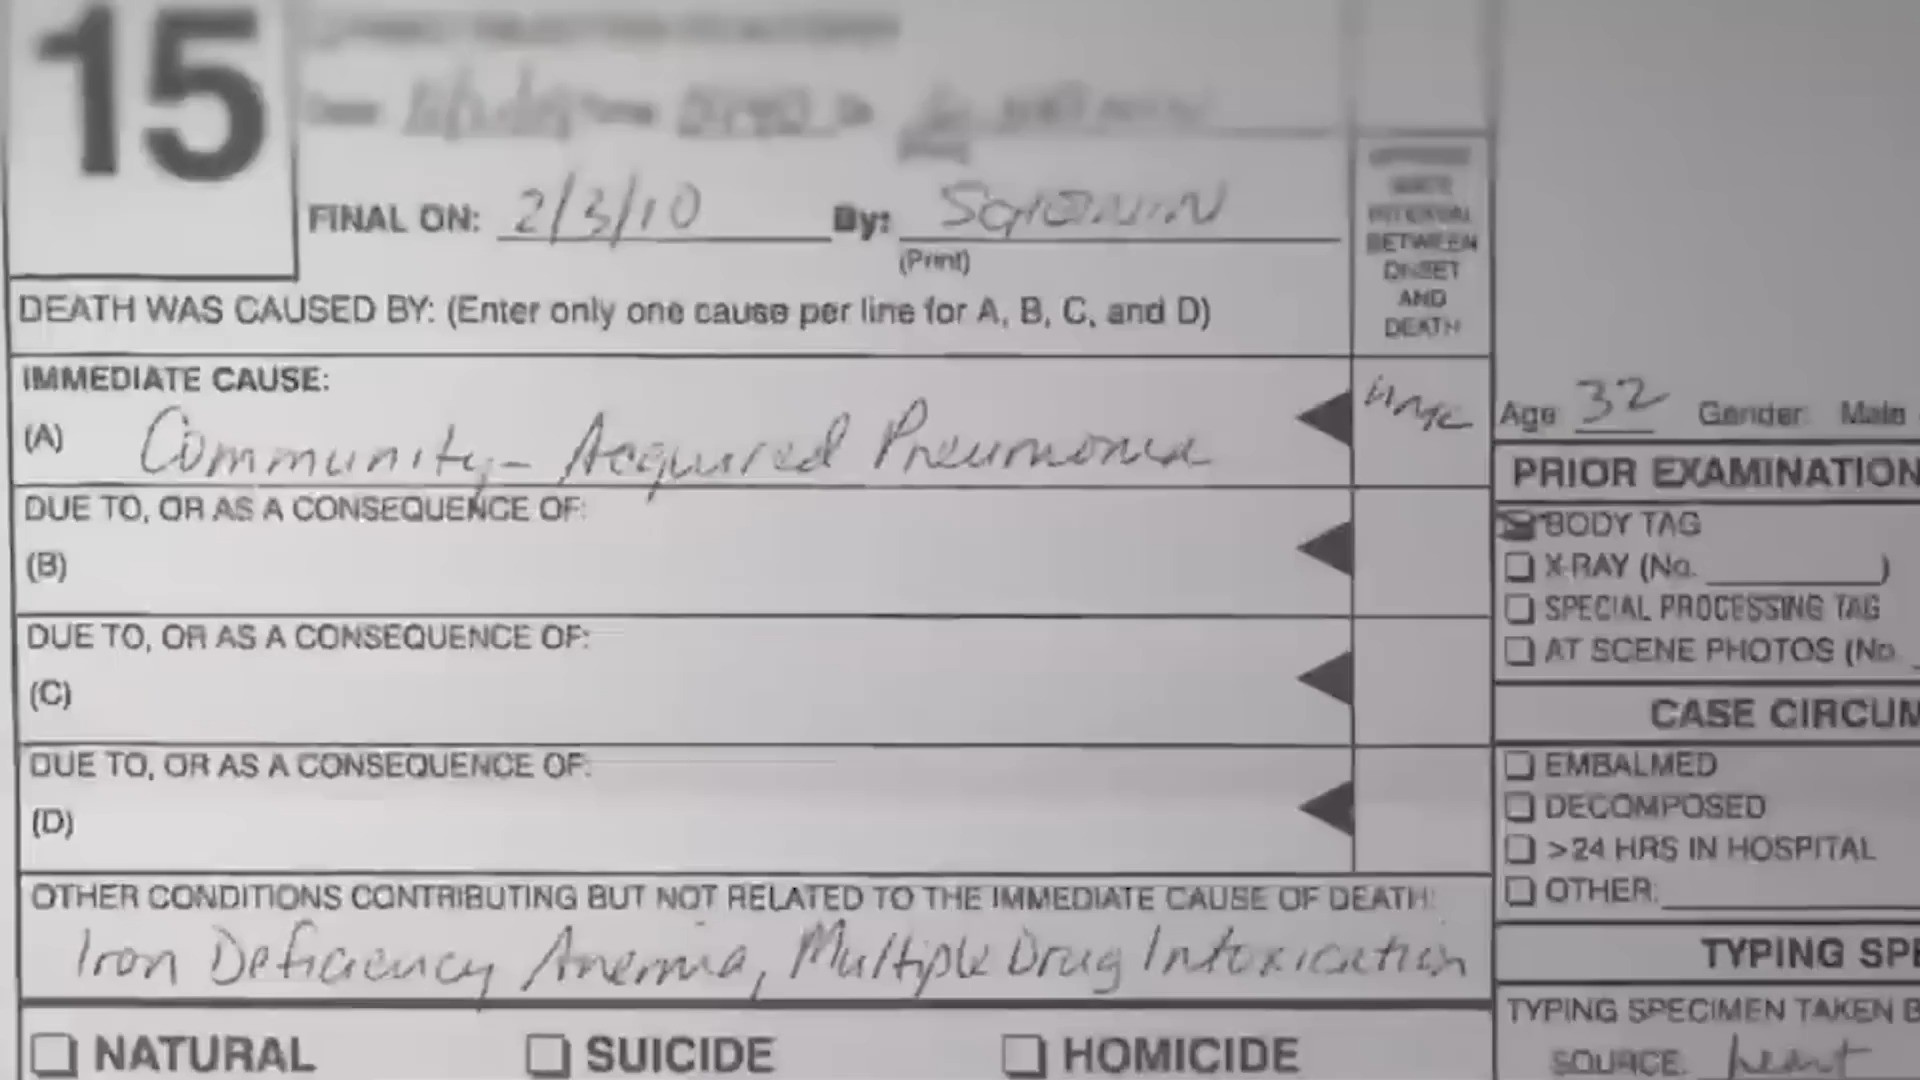 15
FINAL ON: 2/3/10 By:
(Print)
BETWEEN
ONSET
AND
DEATH
DEATH WAS CAUSED BY: (Enter only one cause per line for A, B, C, and D)
IMMEDIATE CAUSE:
(A) Community-Acquired Pneumonia
DUE TO, OR AS A CONSEQUENCE OF:
(B)
DUE TO, OR AS A CONSEQUENCE OF:
(C)
DUE TO, OR AS A CONSEQUENCE OF:
(D)
OTHER CONDITIONS CONTRIBUTING BUT NOT RELATED TO THE IMMEDIATE CAUSE OF DEATH:
Iron Deficiency Anemia, Multiple Drug Intoxication
NATURAL SUICIDE HOMICIDE
Age 32 Gender: Male
PRIOR EXAMINATION
BODY TAG
X-RAY (No. )
SPECIAL PROCESSING TAG
AT SCENE PHOTOS (No.
CASE CIRCUM
EMBALMED
DECOMPOSED
>24 HRS IN HOSPITAL
OTHER:
TYPING SPE
TYPING SPECIMEN TAKEN B
SOURCE heart